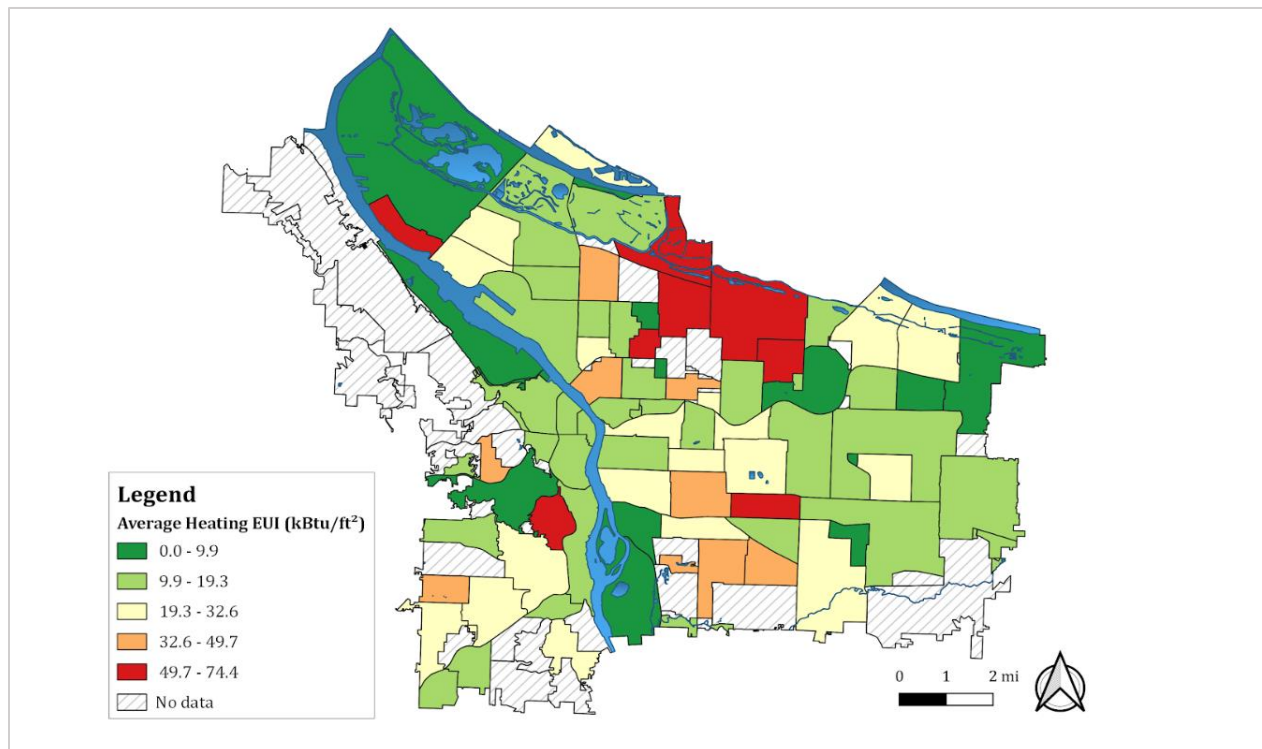 Legend
Average Heating EUI (kBtu/ft²)
0.0 - 9.9
9.9 - 19.3
19.3 - 32.6
32.6 - 49.7
49.7 - 74.4
No data
0 1 2 mi